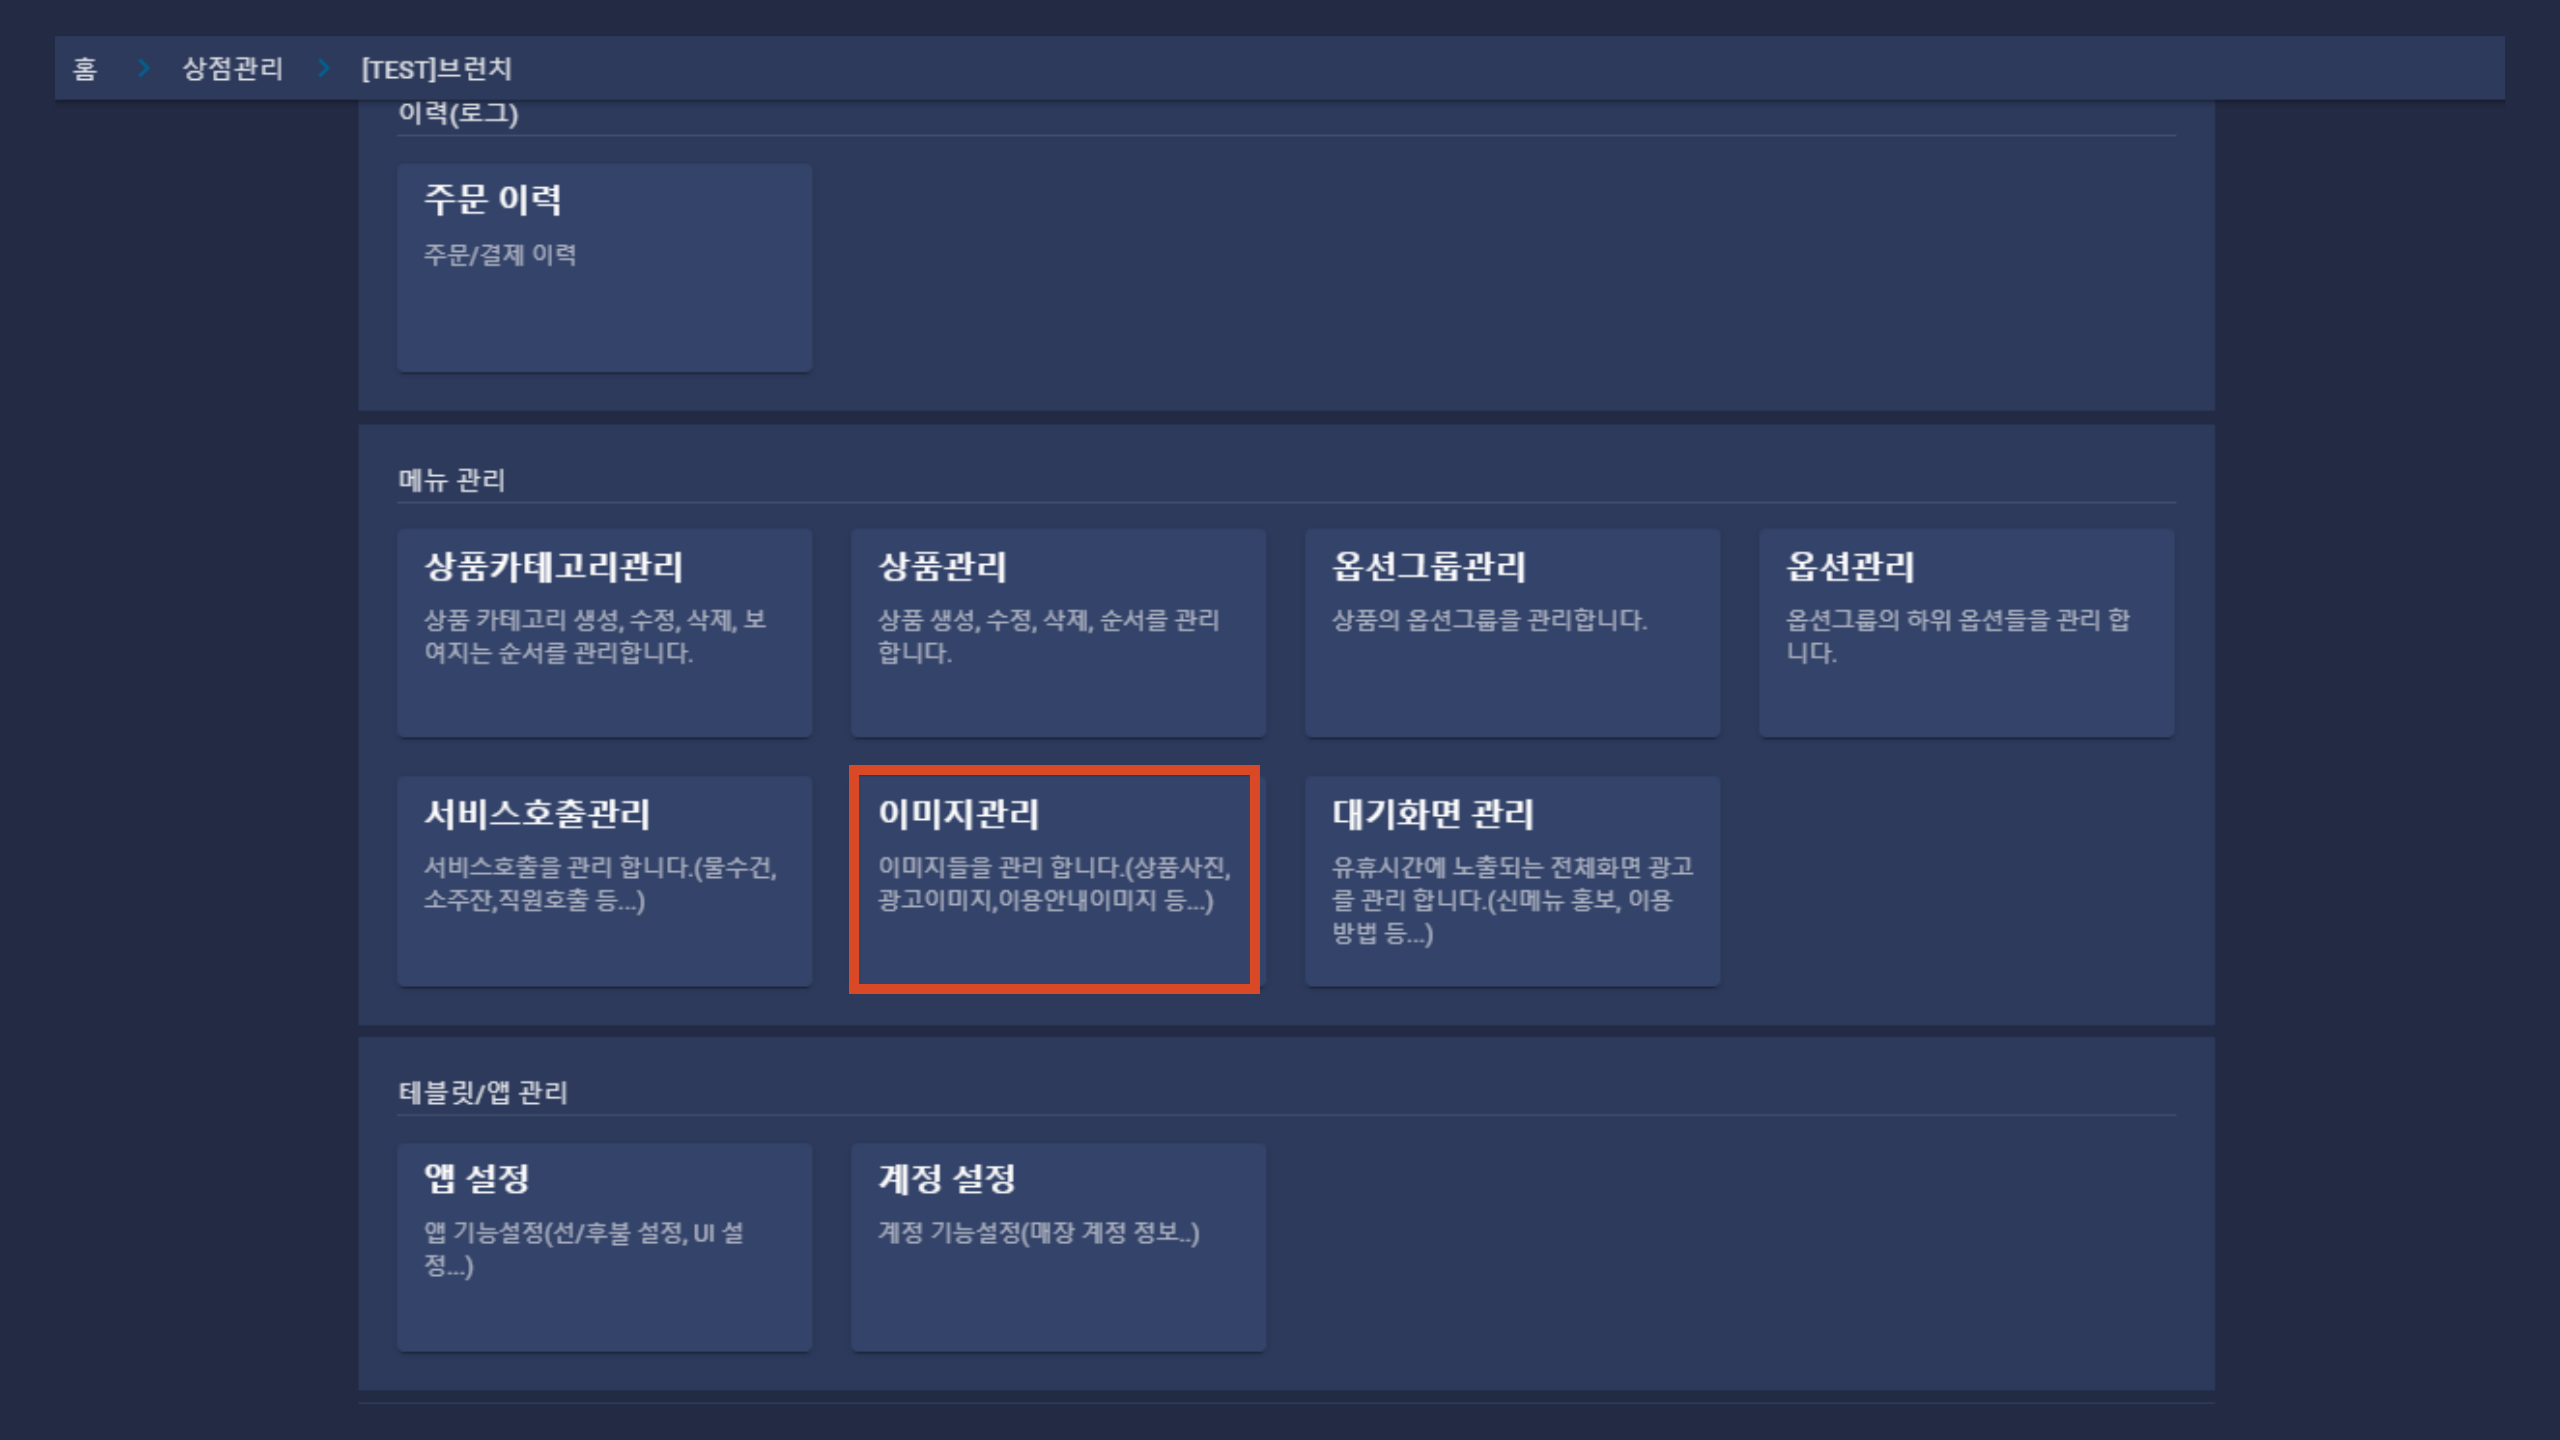 홈 > 상점관리 > [TEST]브런치
이력(로그)
주문 이력
주문/결제 이력
메뉴 관리
상품카테고리관리
상품 카테고리 생성, 수정, 삭제, 보
여지는 순서를 관리합니다.
상품관리
상품 생성, 수정, 삭제, 순서를 관리
합니다.
옵션그룹관리
상품의 옵션그룹을 관리합니다.
옵션관리
옵션그룹의 하위 옵션들을 관리 합
니다.
서비스호출관리
서비스호출을 관리 합니다.(물수건,
소주잔,직원호출 등...)
이미지관리
이미지들을 관리 합니다.(상품사진,
광고이미지,이용안내이미지 등...)
대기화면 관리
유휴시간에 노출되는 전체화면 광고
를 관리 합니다.(신메뉴 홍보, 이용
방법 등...)
테블릿/앱 관리
앱 설정
앱 기능설정(선/후불 설정, UI 설
정...)
계정 설정
계정 기능설정(매장 계정 정보..)